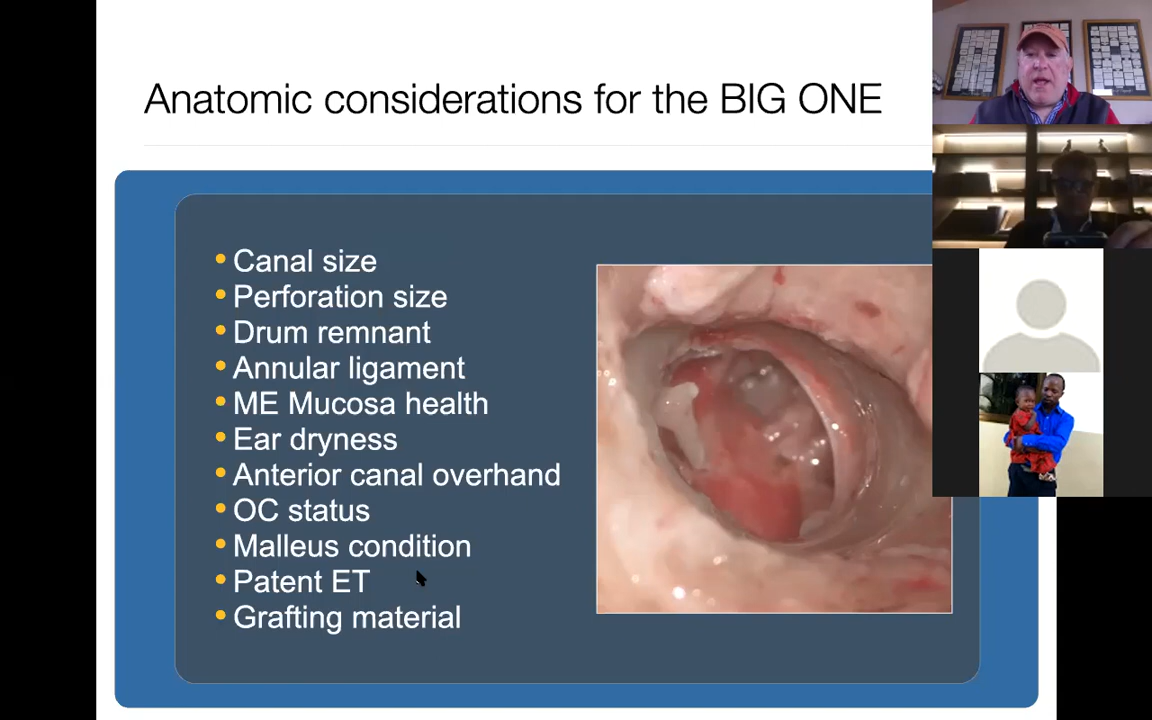 Anatomic considerations for the BIG ONE
• Canal size
• Perforation size
• Drum remnant
• Annular ligament
• ME Mucosa health
• Ear dryness
• Anterior canal overhand
• OC status
• Malleus condition
• Patent ET
• Grafting material